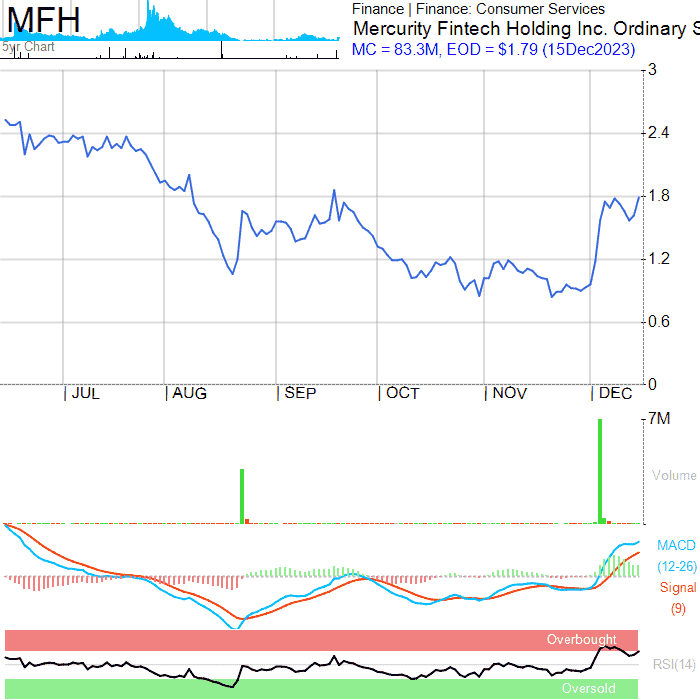 MFH
5yr Chart
Finance | Finance: Consumer Services
Mercurity Fintech Holding Inc. Ordinary S
MC = 83.3M, EOD = $1.79 (15Dec2023)
3
2.4
1.8
1.2
0.6
0
JUL AUG SEP OCT NOV DEC
7M
Volume
MACD
(12-26)
Signal
(9)
Overbought
RSI(14)
Oversold